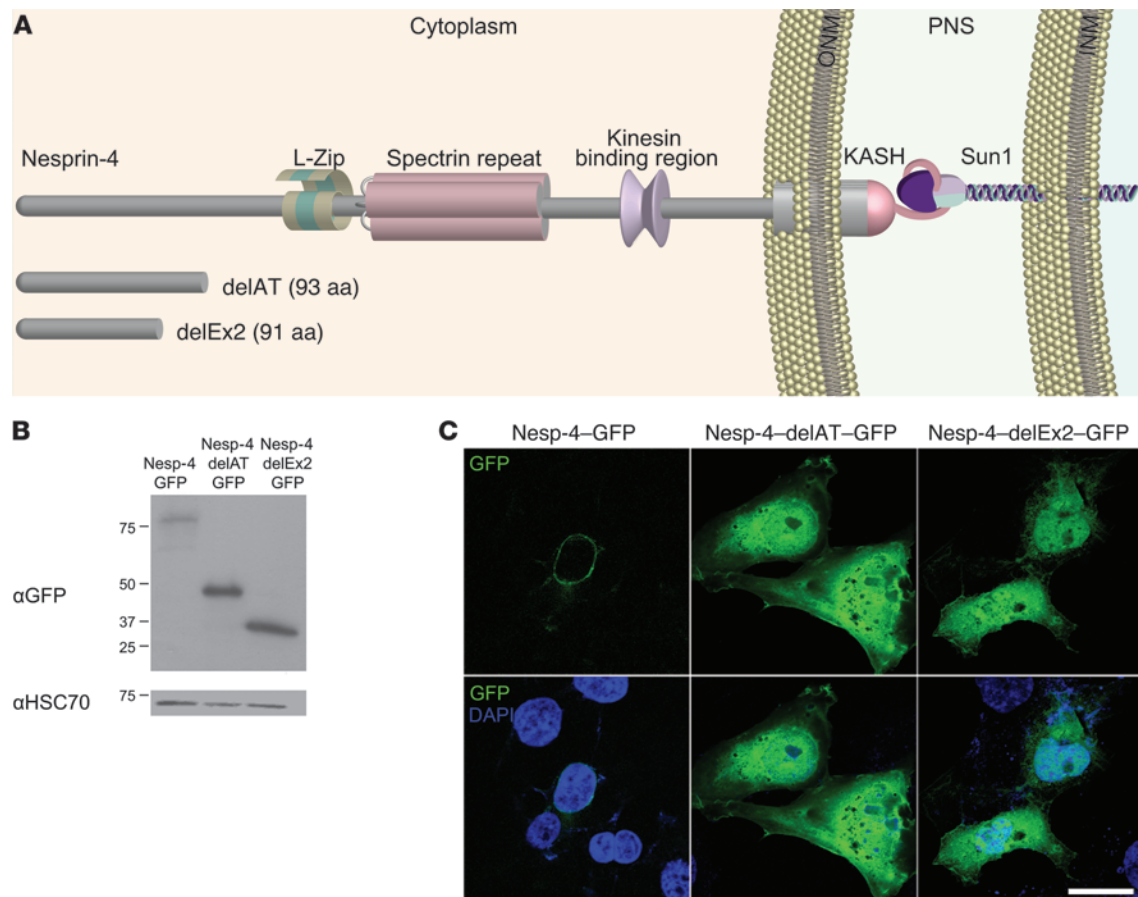 A
Cytoplasm
PNS
ONM
INM
Nesprin-4
L-Zip
Spectrin repeat
Kinesin
binding region
KASH
Sun1
delAT (93 aa)
delEx2 (91 aa)
B
Nesp-4
GFP
Nesp-4
delAT
GFP
Nesp-4
delEx2
GFP
75
50
37
25
αGFP
75
αHSC70
C
Nesp-4–GFP
Nesp-4–delAT–GFP
Nesp-4–delEx2–GFP
GFP
GFP
DAPI